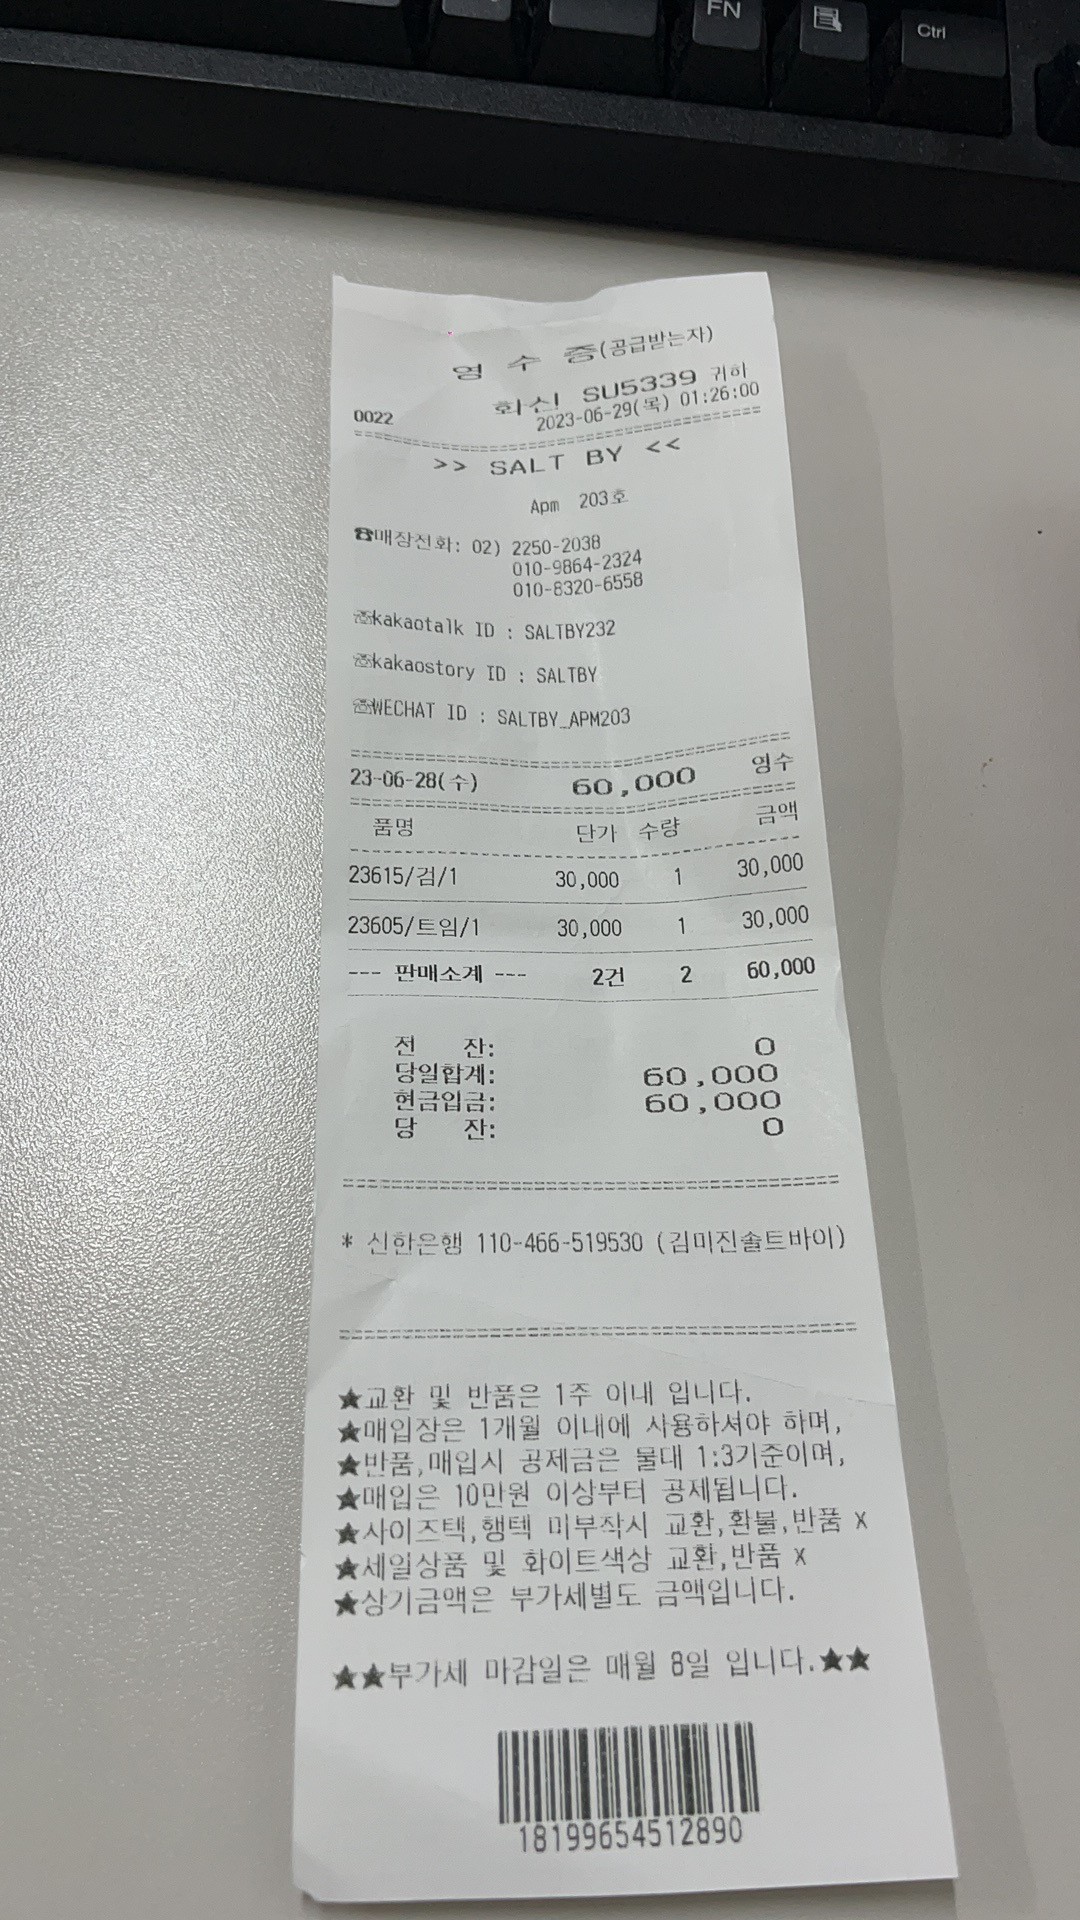 FN
Ctrl
영 수 증(공급받는자)
화신 SU5339 귀하
0022 2023-06-29(목) 01:26:00
>> SALT BY <<
Apm 203호
☎매장전화: 02) 2250-2038
010-9864-2324
010-8320-6558
☏kakaotalk ID : SALTBY232
☏kakaostory ID : SALTBY
☏WECHAT ID : SALTBY_APM203
23-06-28(수) 60,000 영수
품명 단가 수량 금액
23615/검/1 30,000 1 30,000
23605/트임/1 30,000 1 30,000
--- 판매소계 --- 2건 2 60,000
전 잔: 0
당일합계: 60,000
현금입금: 60,000
당 잔: 0
* 신한은행 110-466-519530 (김미진솔트바이)
★교환 및 반품은 1주 이내 입니다.
★매입장은 1개월 이내에 사용하셔야 하며,
★반품,매입시 공제금은 물대 1:3기준이며,
★매입은 10만원 이상부터 공제됩니다.
★사이즈택,행텍 미부착시 교환,환불,반품 x
★세일상품 및 화이트색상 교환,반품 x
★상기금액은 부가세별도 금액입니다.
★★부가세 마감일은 매월 8일 입니다.★★
18199654512890